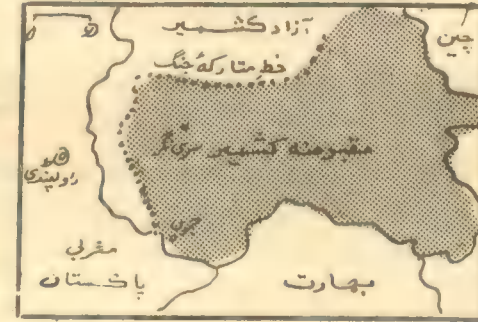 آزاد کشمیر
چین
خطِ متارکۂ جنگ
مقبوضہ کشمیر سری نگر
راولپنڈی
جموں
مغربی
پاکستان
بھارت